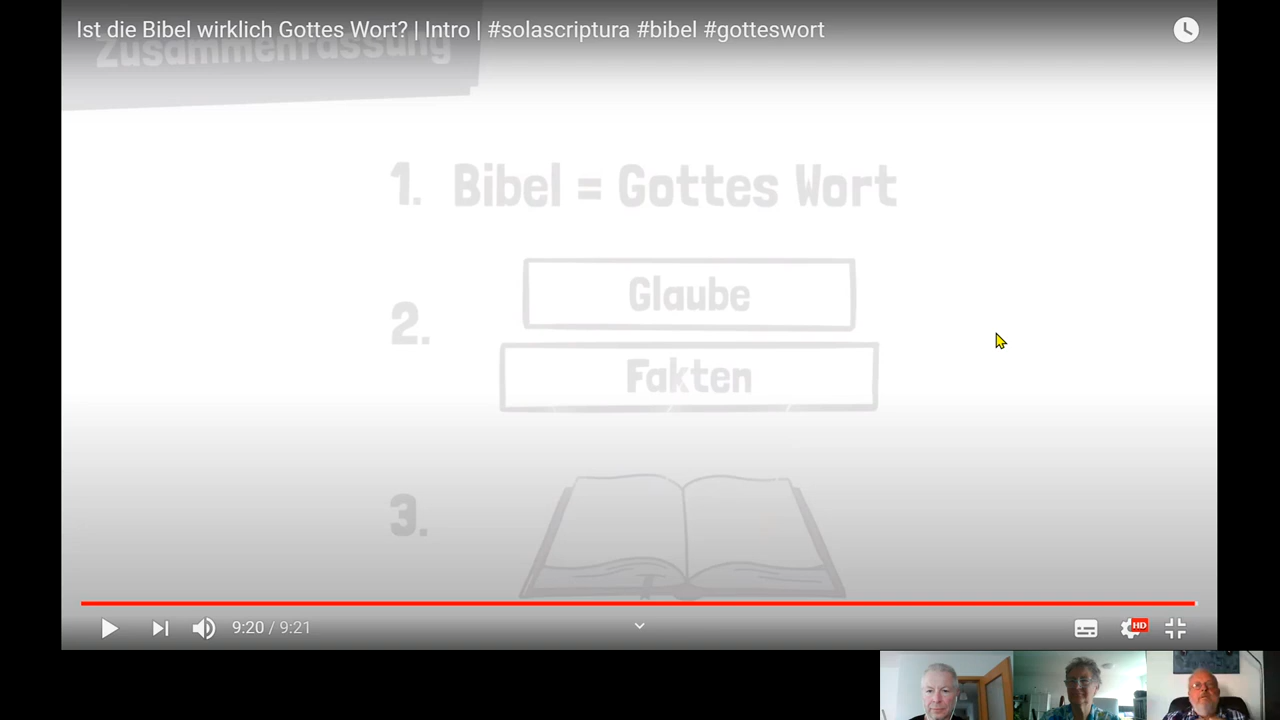 Ist die Bibel wirklich Gottes Wort? | Intro | #solascriptura #bibel #gotteswort
Zusammenfassung
1. Bibel = Gottes Wort
2. Glaube
Fakten
3.
9:20 / 9:21
HD